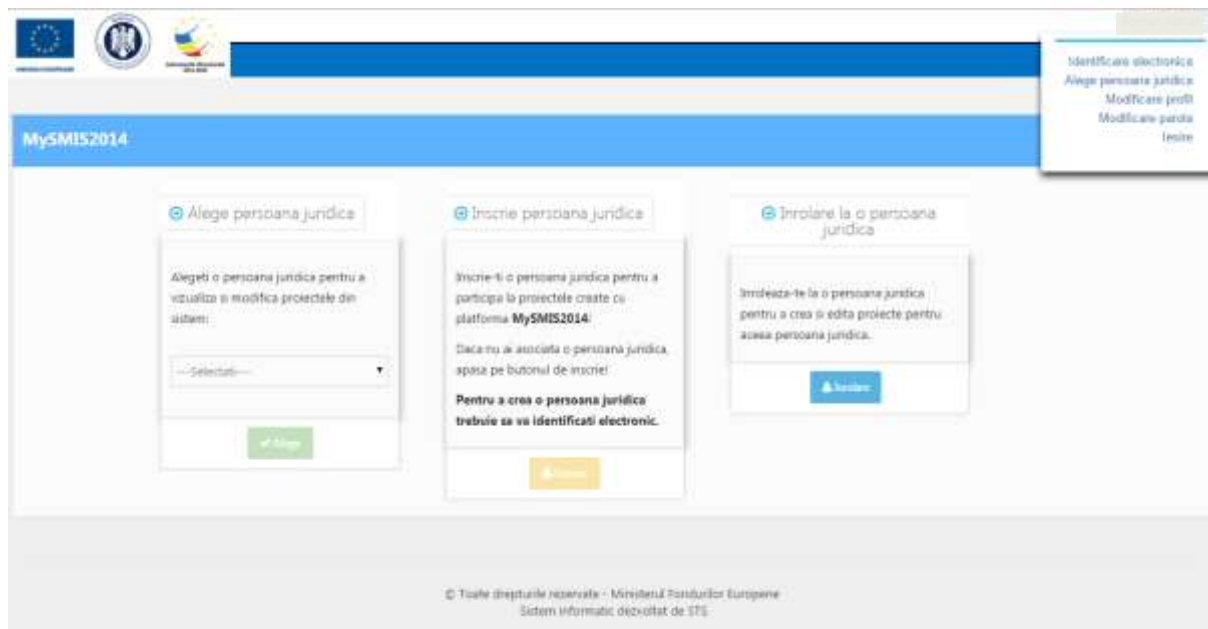 Identificare electronica
Alege persoana juridica
Modificare profil
Modificare parola
Iesire
MySMIS2014
Alege persoana juridica
Alegeti o persoana juridica pentru a
vizualiza si modifica proiectele din
sistem:
----Selectati----
Alege
Inscrie persoana juridica
Inscrie-ti o persoana juridica pentru a
participa la proiectele create cu
platforma MySMIS2014!
Daca nu ai asociata o persoana juridica,
apasa pe butonul de inscrie!
Pentru a crea o persoana juridica
trebuie sa va identificati electronic.
Inrolare la o persoana
juridica
Inroleaza-te la o persoana juridica
pentru a crea si edita proiecte pentru
aceea persoana juridica.
Inrolare
© Toate drepturile rezervate - Ministerul Fondurilor Europene
Sistem informatic dezvoltat de STS